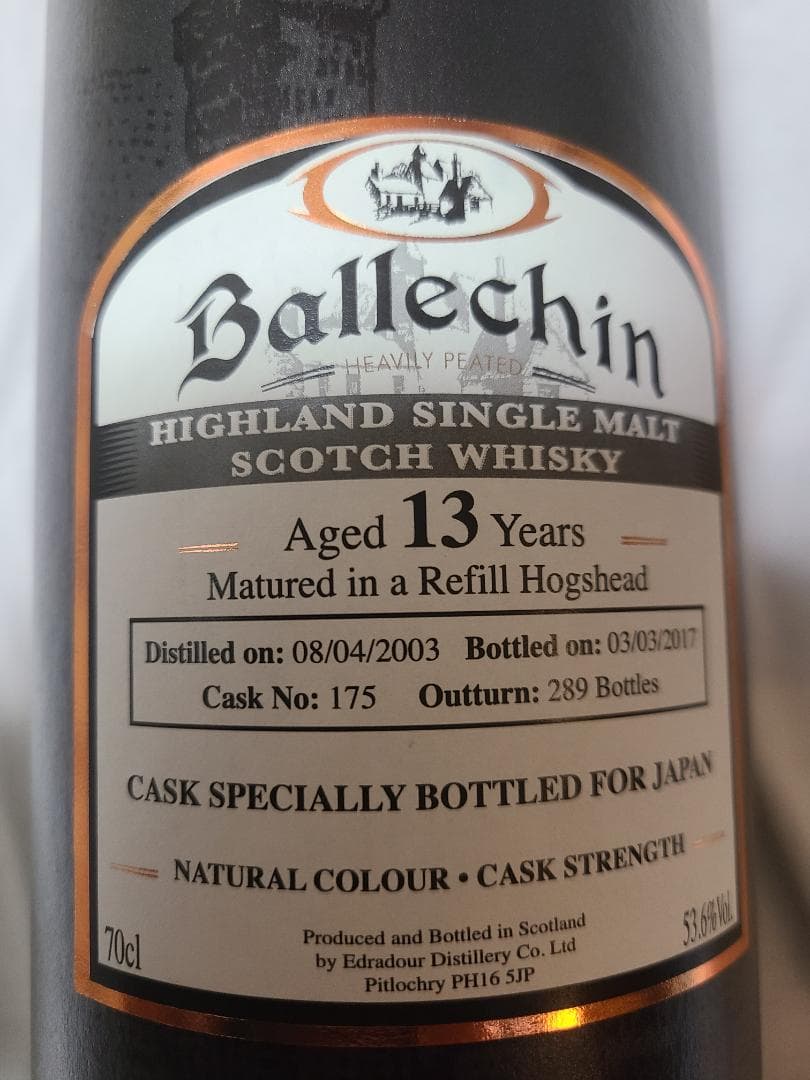 Ballechin
HEAVILY PEATED
HIGHLAND SINGLE MALT
SCOTCH WHISKY
Aged 13 Years
Matured in a Refill Hogshead
Distilled on: 08/04/2003 Bottled on: 03/03/2017
Cask No: 175 Outturn: 289 Bottles
CASK SPECIALLY BOTTLED FOR JAPAN
NATURAL COLOUR • CASK STRENGTH
70cl
Produced and Bottled in Scotland
by Edradour Distillery Co. Ltd
Pitlochry PH16 5JP
53.6% Vol.